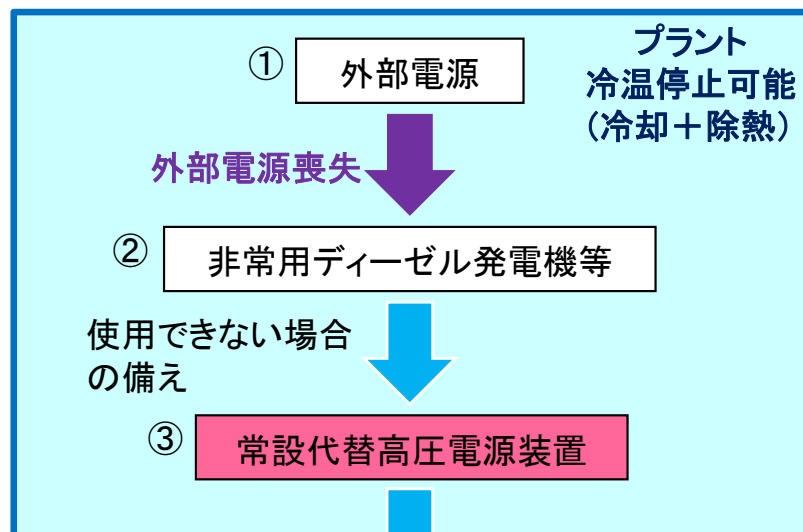 プラント
冷温停止可能
（冷却＋除熱）
① 外部電源
外部電源喪失
② 非常用ディーゼル発電機等
使用できない場合
の備え
③ 常設代替高圧電源装置